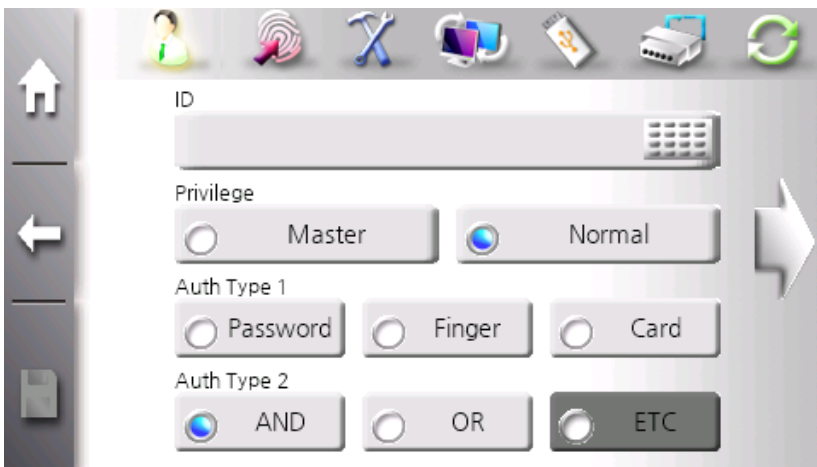 ID
Privilege
Master Normal
Auth Type 1
Password Finger Card
Auth Type 2
AND OR ETC